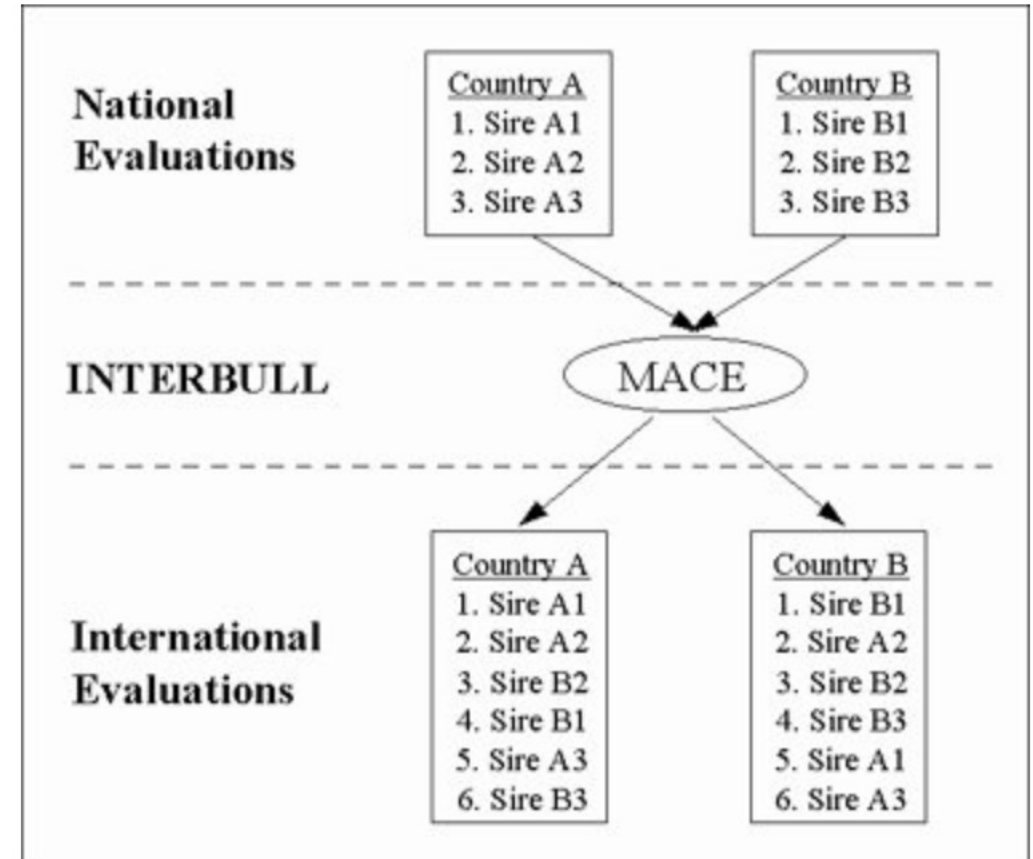 National
Evaluations
Country A
1. Sire A1
2. Sire A2
3. Sire A3
Country B
1. Sire B1
2. Sire B2
3. Sire B3
INTERBULL
MACE
International
Evaluations
Country A
1. Sire A1
2. Sire A2
3. Sire B2
4. Sire B1
5. Sire A3
6. Sire B3
Country B
1. Sire B1
2. Sire A2
3. Sire B2
4. Sire B3
5. Sire A1
6. Sire A3